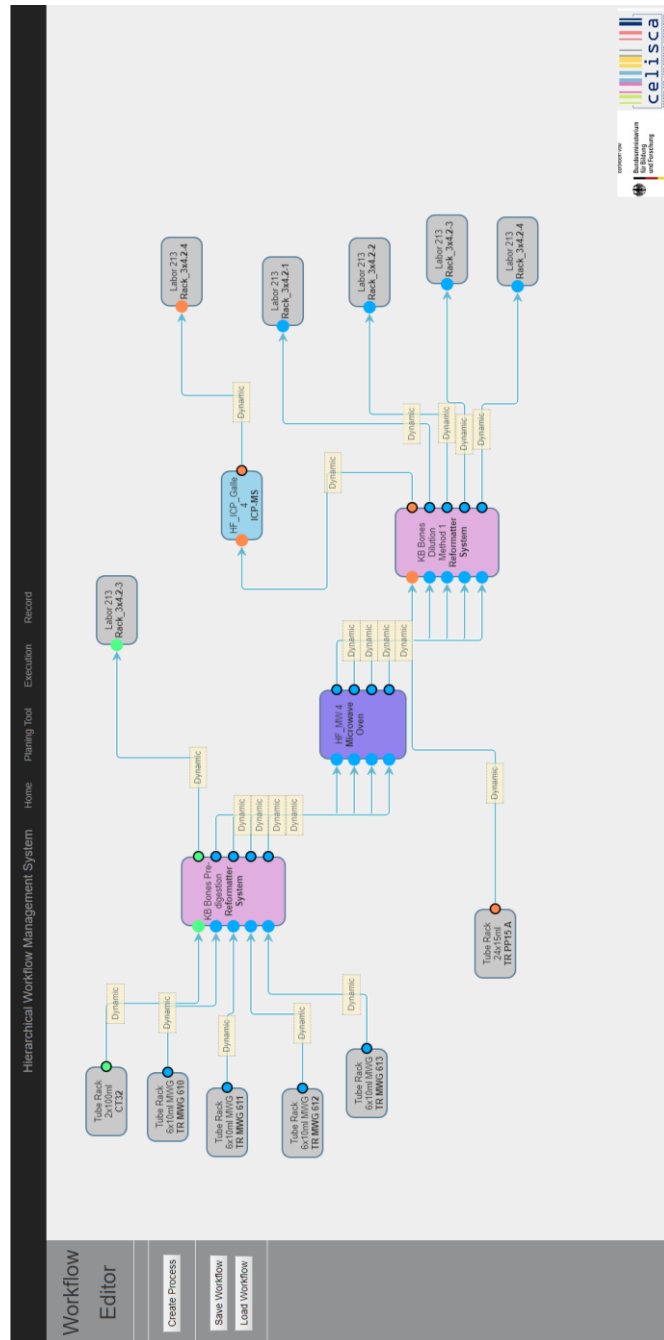 Hierarchical Workflow Management System
Home
Planing Tool
Execution
Record
Workflow
Editor
Create Process
Save Workflow
Load Workflow
Tube Rack
2x100ml
CT32
Tube Rack
6x10ml MWG
TR MWG 610
Tube Rack
6x10ml MWG
TR MWG 611
Tube Rack
6x10ml MWG
TR MWG 612
Tube Rack
6x10ml MWG
TR MWG 613
Tube Rack
24x15ml
TR PP15 A
Dynamic
Dynamic
Dynamic
Dynamic
Dynamic
KB Bones Pre-
digestion
Reformatter
System
Dynamic
Dynamic
Dynamic
Dynamic
Dynamic
Dynamic
Labor 213
Rack_3x4.2-3
HF_MW 4
Microwave
Oven
Dynamic
Dynamic
Dynamic
Dynamic
HF_ICP_Galle
4_
ICP-MS
Dynamic
KB Bones
Dilution
Method 1
Reformatter
System
Dynamic
Dynamic
Dynamic
Dynamic
Dynamic
Labor 213
Rack_3x4.2-4
Labor 213
Rack_3x4.2-1
Labor 213
Rack_3x4.2-2
Labor 213
Rack_3x4.2-3
Labor 213
Rack_3x4.2-4
Bundesministerium
für Bildung
und Forschung
celisca